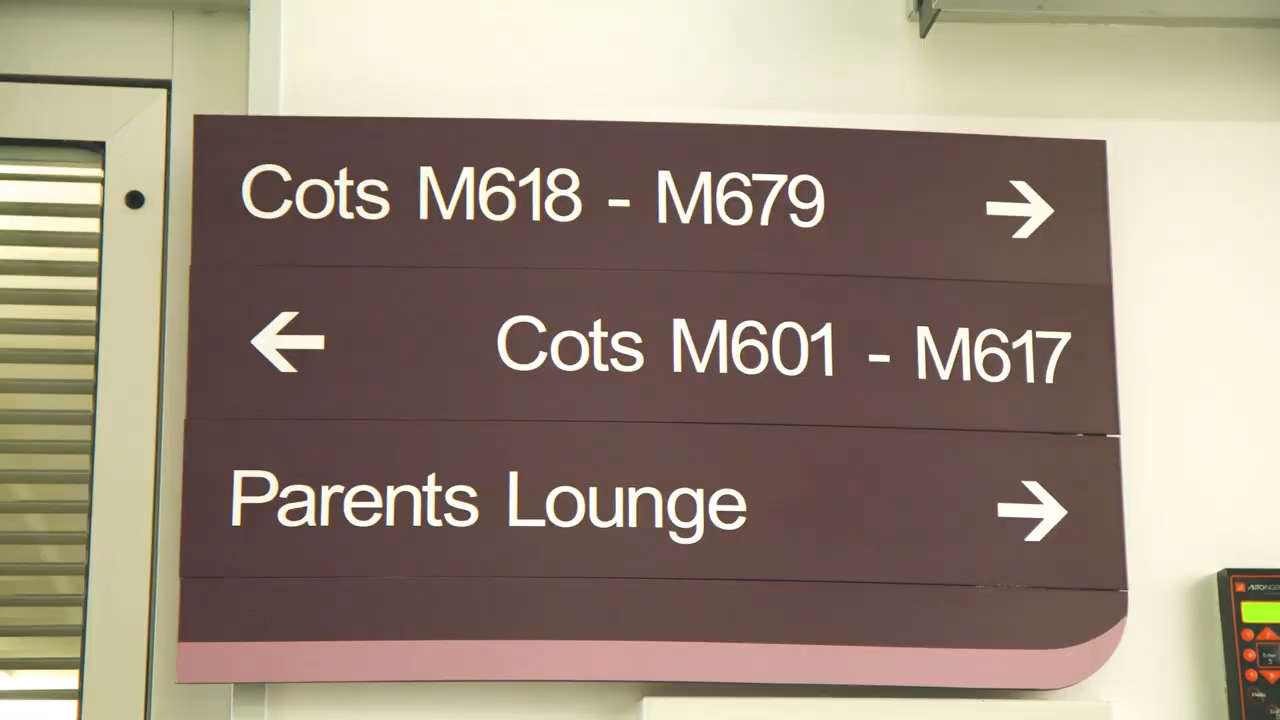 Cots M618 - M679 →
← Cots M601 - M617
Parents Lounge →